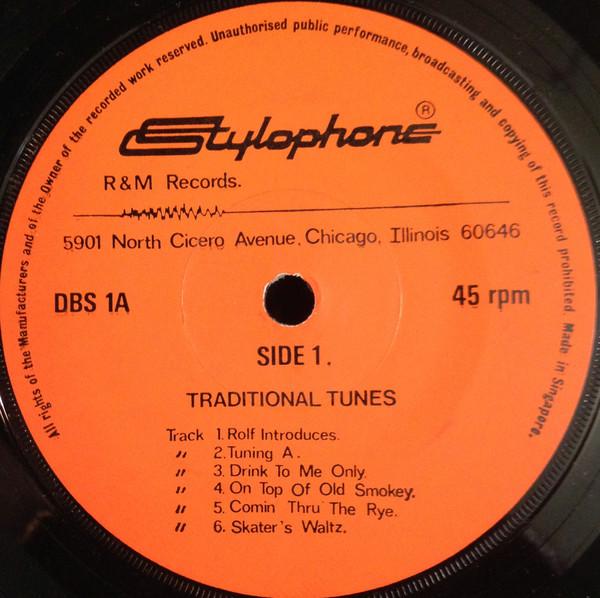 All rights of the Manufacturers and of the Owner of the recorded work reserved. Unauthorised public performance, broadcasting and copying of this record prohibited. Made in Singapore.
Stylophone ®
R & M Records.
5901 North Cicero Avenue, Chicago, Illinois 60646
DBS 1A
45 rpm
SIDE 1.
TRADITIONAL TUNES
Track 1. Rolf Introduces.
〃 2. Tuning A.
〃 3. Drink To Me Only.
〃 4. On Top Of Old Smokey.
〃 5. Comin Thru' The Rye.
〃 6. Skater's Waltz.